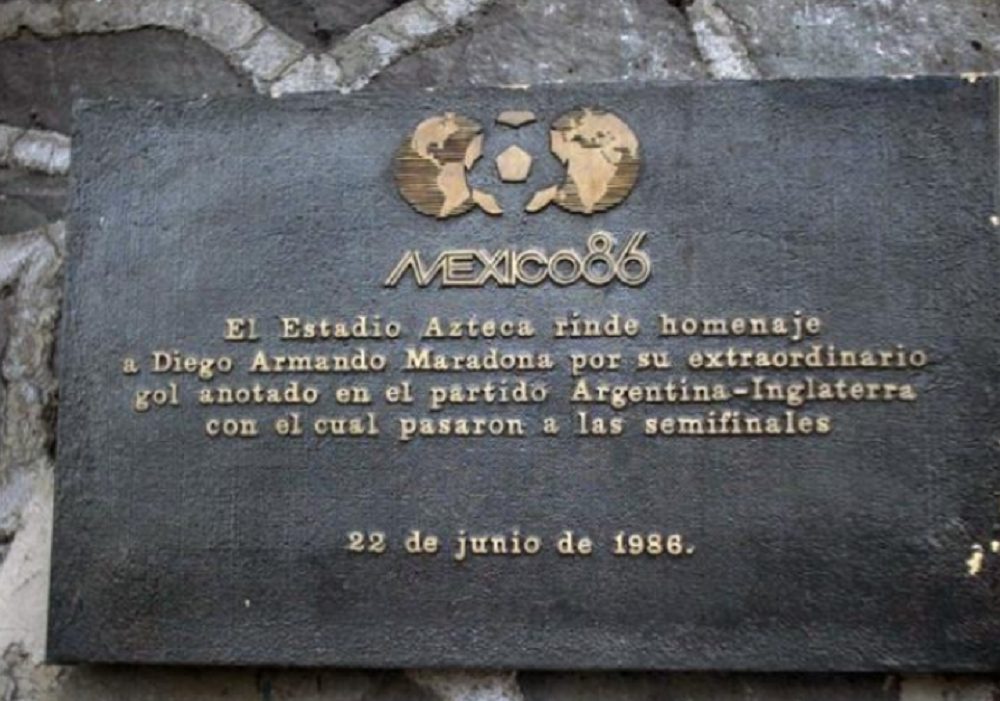 MEXICO86
El Estadio Azteca rinde homenaje
a Diego Armando Maradona por su extraordinario
gol anotado en el partido Argentina-Inglaterra
con el cual pasaron a las semifinales
22 de junio de 1986.